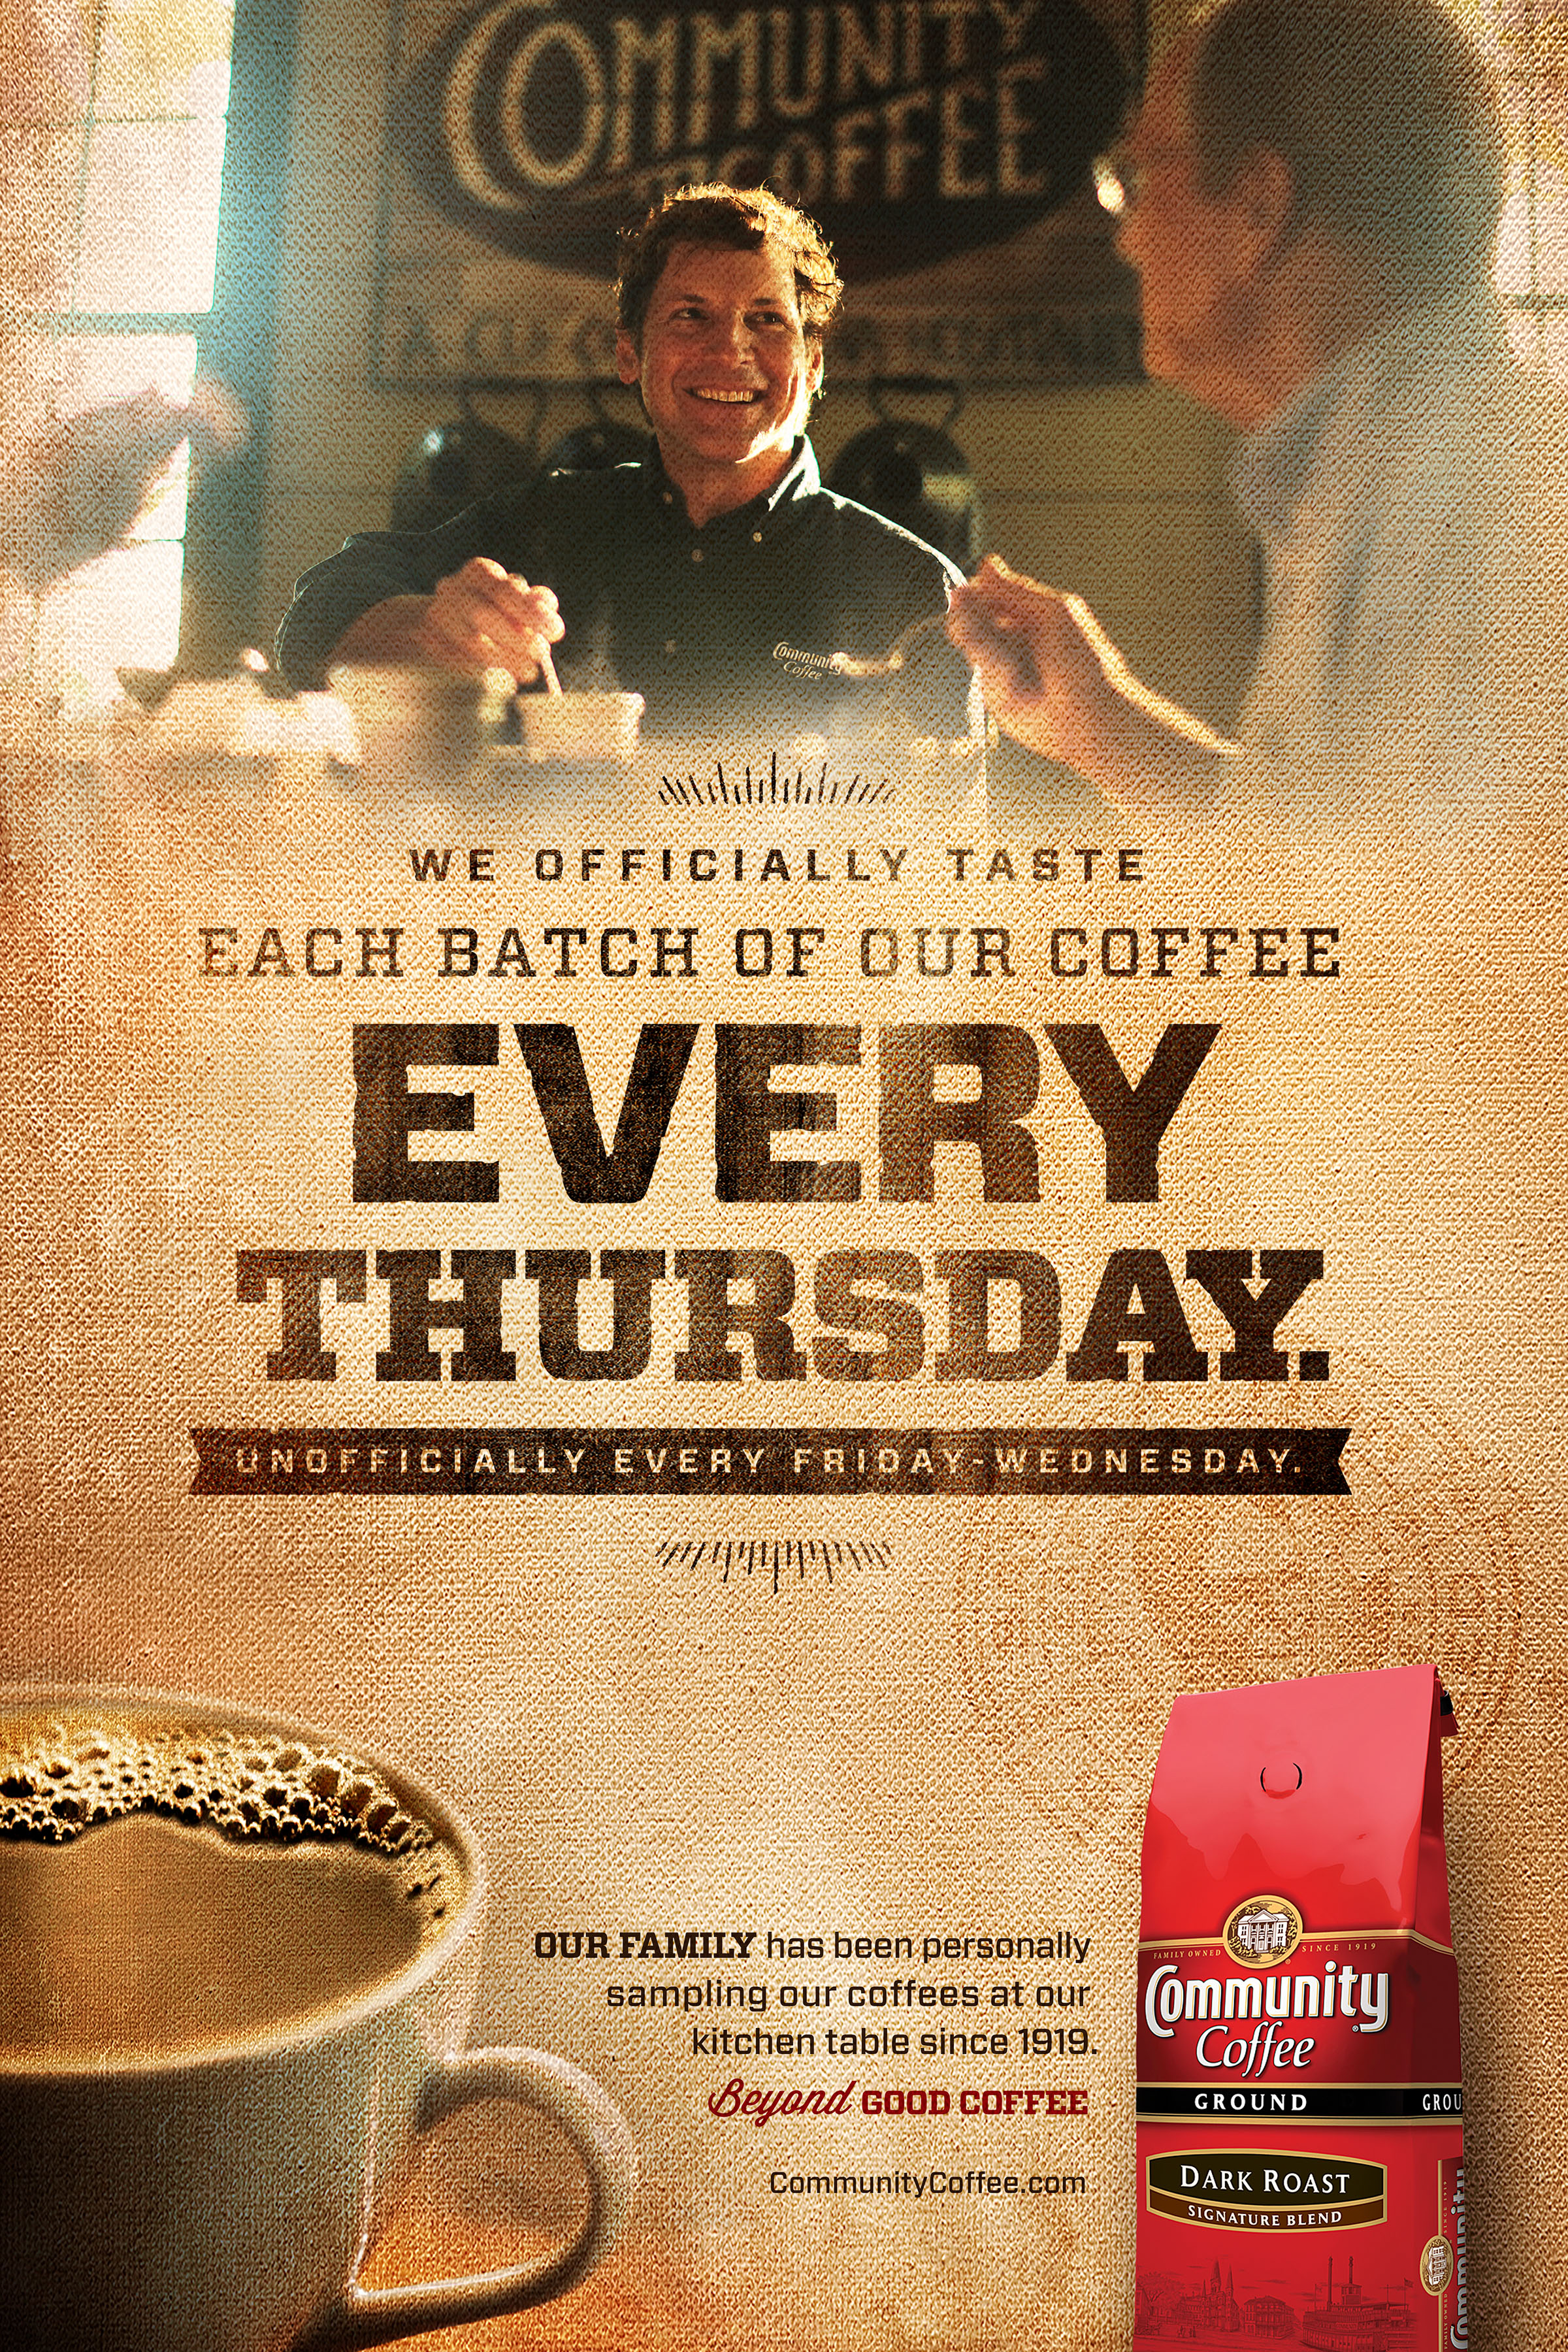 COMMUNITY
COFFEE
Community
Coffee
WE OFFICIALLY TASTE
EACH BATCH OF OUR COFFEE
EVERY
THURSDAY.
UNOFFICIALLY EVERY FRIDAY-WEDNESDAY.
OUR FAMILY has been personally
sampling our coffees at our
kitchen table since 1919.
Beyond GOOD COFFEE
CommunityCoffee.com
FAMILY OWNED SINCE 1919
Community®
Coffee
GROUND
GROU
DARK ROAST
SIGNATURE BLEND
Community